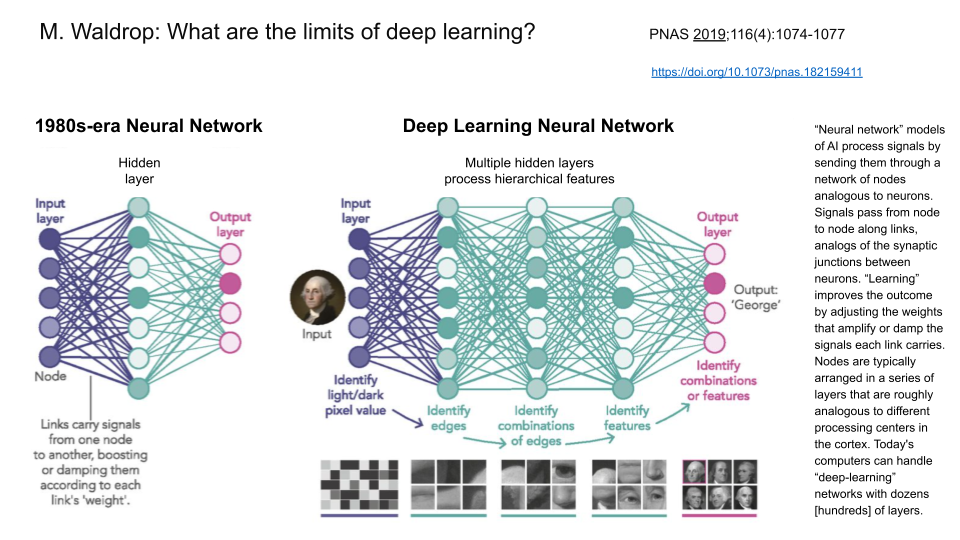 M. Waldrop: What are the limits of deep learning?
PNAS 2019;116(4):1074-1077
https://doi.org/10.1073/pnas.182159411
1980s-era Neural Network
Hidden
layer
Input
layer
Output
layer
Node
Links carry signals
from one node
to another, boosting
or damping them
according to each
link's 'weight'.
Deep Learning Neural Network
Multiple hidden layers
process hierarchical features
Input
layer
Output
layer
Input
Output:
'George'
Identify
light/dark
pixel value
Identify
edges
Identify
combinations
of edges
Identify
features
Identify
combinations
or features
“Neural network” models
of AI process signals by
sending them through a
network of nodes
analogous to neurons.
Signals pass from node
to node along links,
analogs of the synaptic
junctions between
neurons. “Learning”
improves the outcome
by adjusting the weights
that amplify or damp the
signals each link carries.
Nodes are typically
arranged in a series of
layers that are roughly
analogous to different
processing centers in
the cortex. Today's
computers can handle
“deep-learning”
networks with dozens
[hundreds] of layers.